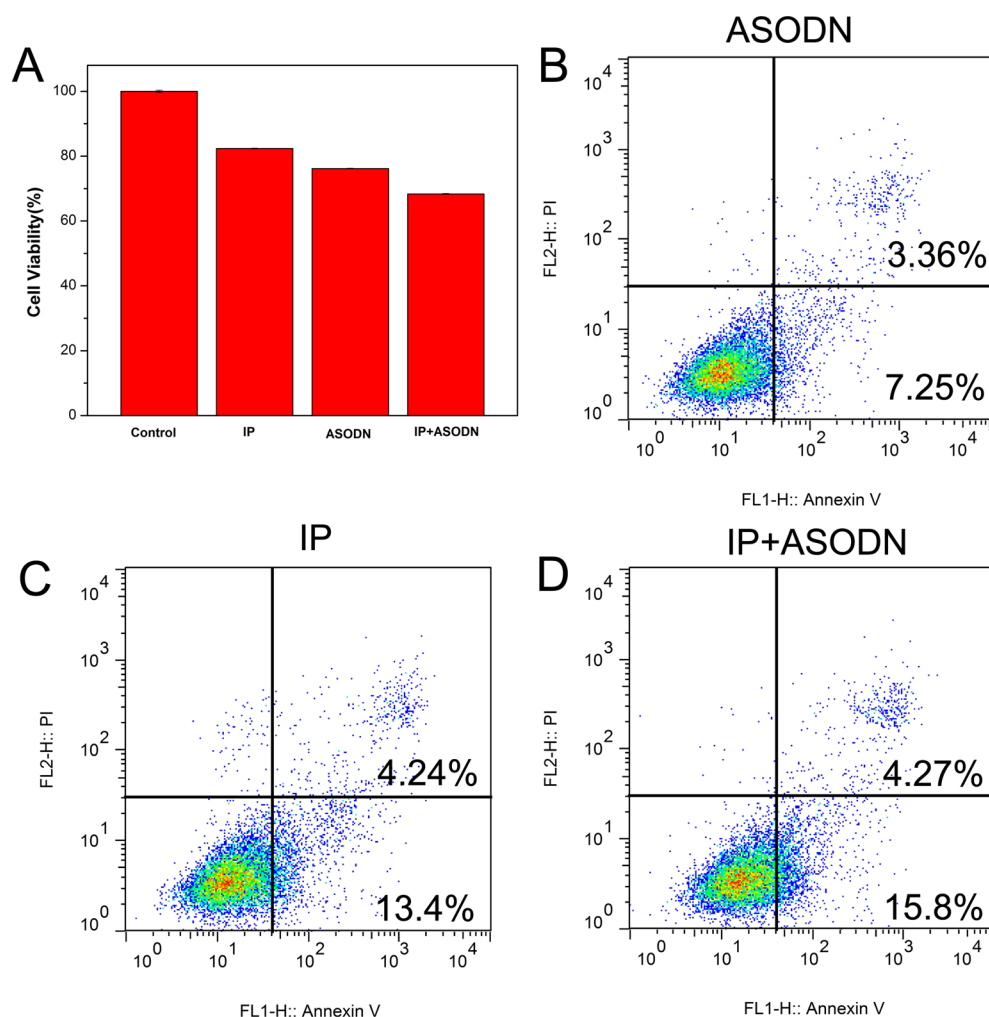 A
Cell Viability(%)
100
80
60
40
20
0
Control IP ASODN IP+ASODN
B
ASODN
FL2-H:: PI
10^4
10^3
10^2
10^1
10^0
3.36%
7.25%
10^0 10^1 10^2 10^3 10^4
FL1-H:: Annexin V
C
IP
FL2-H:: PI
10^4
10^3
10^2
10^1
10^0
4.24%
13.4%
10^0 10^1 10^2 10^3 10^4
FL1-H:: Annexin V
D
IP+ASODN
FL2-H:: PI
10^4
10^3
10^2
10^1
10^0
4.27%
15.8%
10^0 10^1 10^2 10^3 10^4
FL1-H:: Annexin V